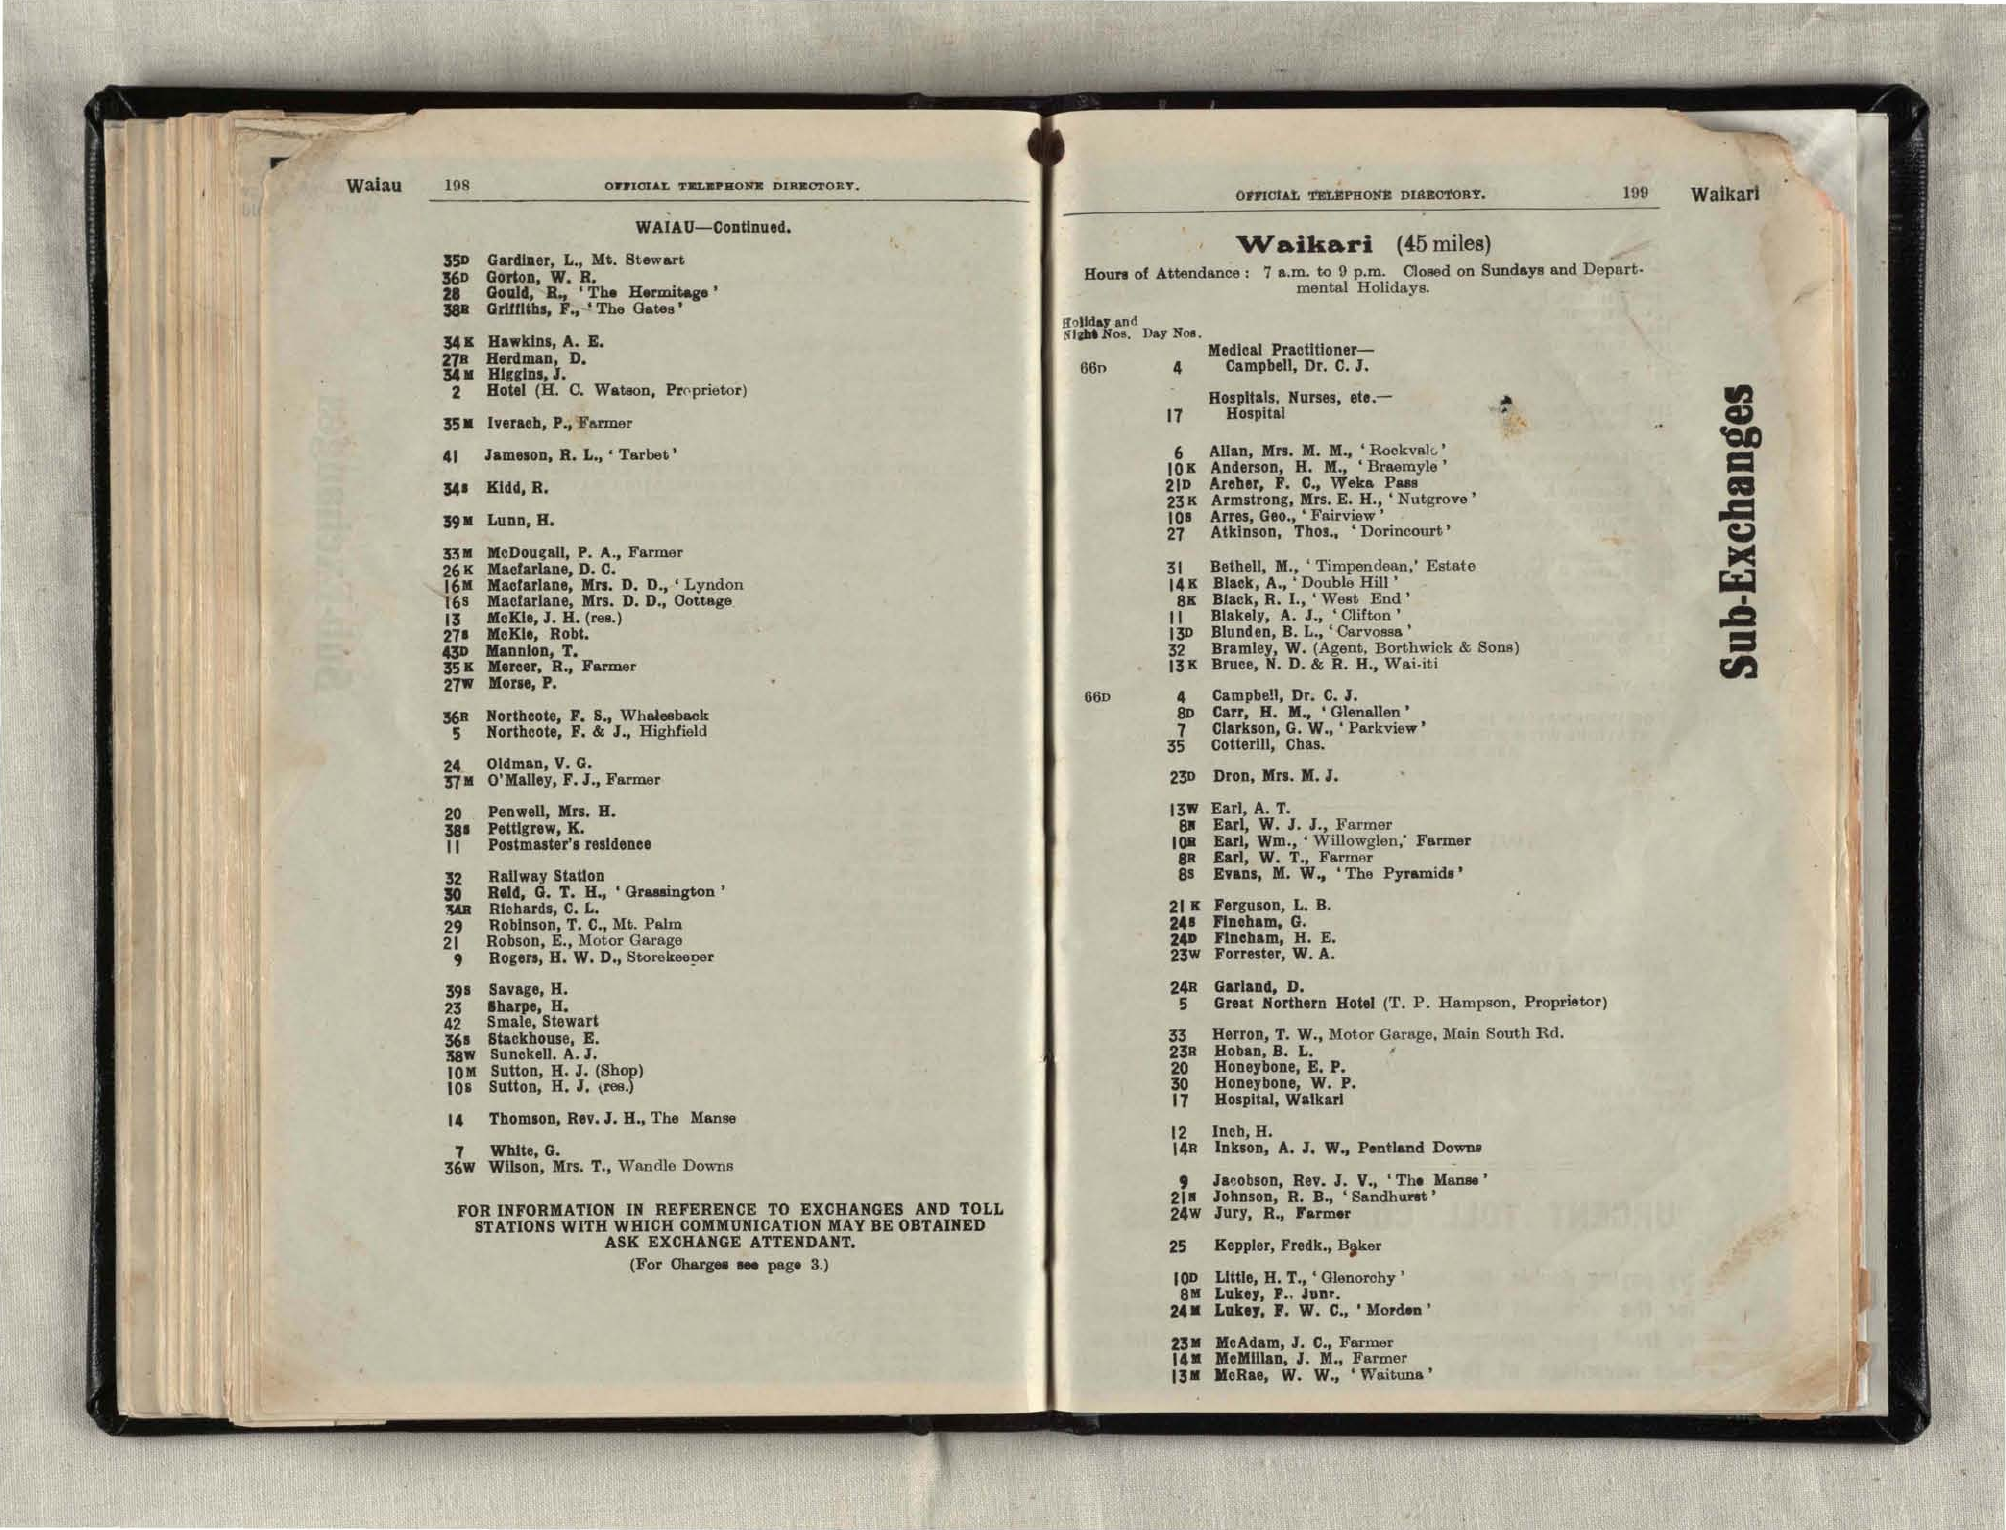 Waiau 198 OFFICIAL TELEPHONE DIRECTORY.
WAIAU—Continued.
35D Gardiner, L., Mt. Stewart
36D Gorton, W. R.
28 Gould, R., 'The Hermitage'
38R Griffiths, F., 'The Gates'
34K Hawkins, A. E.
27R Herdman, D.
34M Higgins, J.
2 Hotel (H. C. Watson, Proprietor)
35M Iverach, P., Farmer
41 Jameson, R. L., 'Tarbet'
34S Kidd, R.
39M Lunn, H.
33M McDougall, P. A., Farmer
26K Macfarlane, D. C.
16M Macfarlane, Mrs. D. D., 'Lyndon
16S Macfarlane, Mrs. D. D., Cottage
13 McKie, J. H. (res.)
27S McKie, Robt.
43D Mannion, T.
35K Mercer, R., Farmer
27W Morse, P.
36R Northcote, F. S., Whalesback
5 Northcote, F. & J., Highfield
24 Oldman, V. G.
37M O'Malley, F. J., Farmer
20 Penwell, Mrs. H.
38S Pettigrew, K.
11 Postmaster's residence
32 Railway Station
30 Reid, G. T. H., 'Grassington'
34R Richards, C. L.
29 Robinson, T. C., Mt. Palm
21 Robson, E., Motor Garage
9 Rogers, H. W. D., Storekeeper
39S Savage, H.
23 Sharpe, H.
42 Smale, Stewart
36S Stackhouse, E.
38W Sunckell, A. J.
10M Sutton, H. J. (Shop)
10S Sutton, H. J. (res.)
14 Thomson, Rev. J. H., The Manse
7 White, G.
36W Wilson, Mrs. T., Wandle Downs
FOR INFORMATION IN REFERENCE TO EXCHANGES AND TOLL
STATIONS WITH WHICH COMMUNICATION MAY BE OBTAINED
ASK EXCHANGE ATTENDANT.
(For Charges see page 3.)
OFFICIAL TELEPHONE DIRECTORY. 199 Waikari
Waikari (45 miles)
Hours of Attendance: 7 a.m. to 9 p.m. Closed on Sundays and Depart-
mental Holidays.
Holiday and
Night Nos. Day Nos.
Medical Practitioner—
66D 4 Campbell, Dr. C. J.
Hospitals, Nurses, etc.—
17 Hospital
6 Allan, Mrs. M. M., 'Rockvale'
10K Anderson, H. M., 'Braemyle'
21D Archer, F. C., Weka Pass
23K Armstrong, Mrs. E. H., 'Nutgrove'
10S Arres, Geo., 'Fairview'
27 Atkinson, Thos., 'Dorincourt'
31 Bethell, M., 'Timpendean,' Estate
14K Black, A., 'Double Hill'
8K Black, R. I., 'West End'
11 Blakely, A. J., 'Clifton'
13D Blunden, B. L., 'Carvossa'
32 Bramley, W. (Agent, Borthwick & Sons)
13K Bruce, N. D. & R. H., Wai-iti
66D 4 Campbell, Dr. C. J.
8D Carr, H. M., 'Glenallen'
7 Clarkson, G. W., 'Parkview'
35 Cotterill, Chas.
23D Dron, Mrs. M. J.
13W Earl, A. T.
Earl, W. J. J., Farmer
10R Earl, Wm., 'Willowglen,' Farmer
8R Earl, W. T., Farmer
8S Evans, M. W., 'The Pyramids'
21K Ferguson, L. B.
24S Fincham, G.
24D Fincham, H. E.
23W Forrester, W. A.
24R Garland, D.
5 Great Northern Hotel (T. P. Hampson, Proprietor)
33 Herron, T. W., Motor Garage, Main South Rd.
23R Hoban, B. L.
20 Honeybone, E. P.
30 Honeybone, W. P.
17 Hospital, Waikari
12 Inch, H.
14R Inkson, A. J. W., Pentland Downs
9 Jacobson, Rev. J. V., 'The Manse'
Johnson, R. B., 'Sandhurst'
24W Jury, R., Farmer
25 Keppler, Fredk., Baker
10D Little, H. T., 'Glenorchy'
8M Lukey, F., Junr.
24M Lukey, F. W. C., 'Morden'
23M McAdam, J. C., Farmer
14M McMillan, J. M., Farmer
13M McRae, W. W., 'Waituna'
Sub-Exchanges